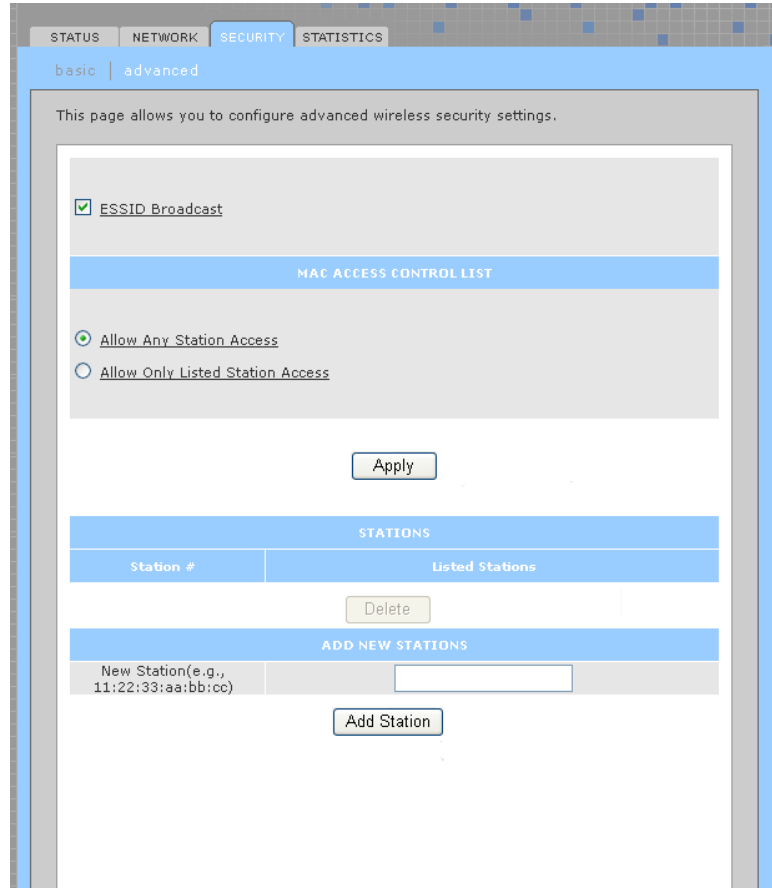 STATUS NETWORK SECURITY STATISTICS
basic | advanced
This page allows you to configure advanced wireless security settings.
ESSID Broadcast
MAC ACCESS CONTROL LIST
Allow Any Station Access
Allow Only Listed Station Access
Apply
STATIONS
Station # Listed Stations
Delete
ADD NEW STATIONS
New Station(e.g.,
11:22:33:aa:bb:cc)
Add Station